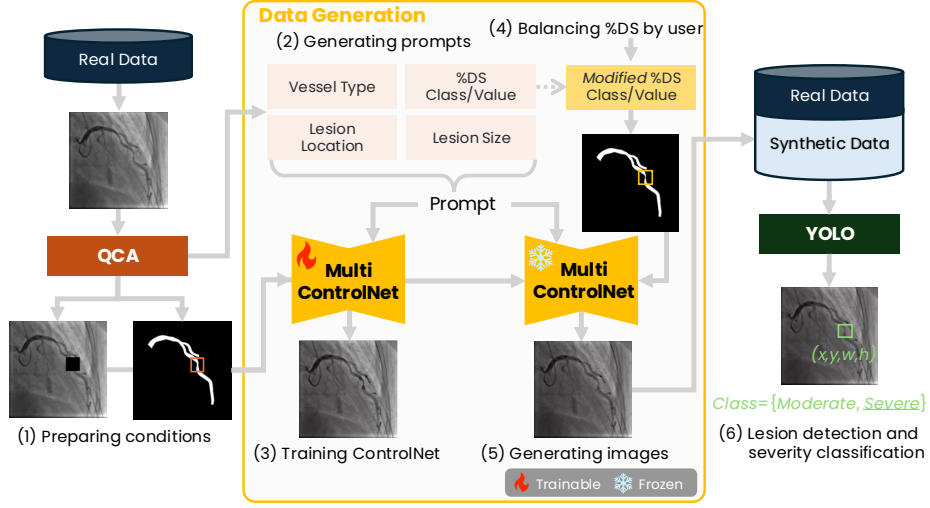 Data Generation
(2) Generating prompts
(4) Balancing %DS by user
Real Data
Vessel Type
%DS
Class/Value
Modified %DS
Class/Value
Lesion
Location
Lesion Size
Prompt
QCA
Multi
ControlNet
Multi
ControlNet
(1) Preparing conditions
(3) Training ControlNet
(5) Generating images
Trainable
Frozen
Real Data
Synthetic Data
YOLO
(x,y,w,h)
Class={Moderate, Severe}
(6) Lesion detection and
severity classification